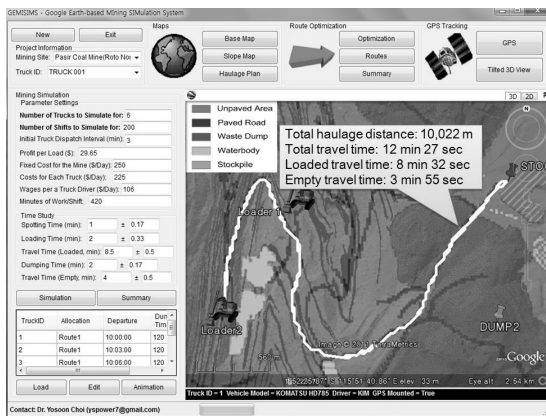 GEMISIMS - Google Earth-based MIning SIMulation System
New
Exit
Project Information
Mining Site:
Pasir Coal Mine(Roto Nor
Truck ID:
TRUCK 001
Maps
Base Map
Slope Map
Haulage Plan
Route Optimization
Optimization
Routes
Summary
GPS Tracking
GPS
Tilted 3D View
Mining Simulation
Parameter Settings
Number of Trucks to Simulate for: 6
Number of Shifts to Simulate for: 200
Initial Truck Dispatch Interval (min): 3
Profit per Load ($): 29.65
Fixed Cost for the Mine ($/Day): 250
Costs for Each Truck ($/Day): 225
Wages per a Truck Driver ($/Day): 106
Minutes of Work/Shift: 420
Time Study
Spotting Time (min): 1 ± 0.17
Loading Time (min): 2 ± 0.33
Travel Time (Loaded, min): 8.5 ± 0.5
Dumping Time (min): 2 ± 0.17
Travel Time (Empty, min): 4 ± 0.5
Simulation
Summary
TruckID Allocation Departure
1 Route1 10:00:00 120
2 Route1 10:03:00 120
3 Route1 10:06:00 120
Load
Edit
Animation
3D 2D
Unpaved Area
Paved Road
Waste Dump
Waterbody
Stockpile
Total haulage distance: 10,022 m
Total travel time: 12 min 27 sec
Loaded travel time: 8 min 32 sec
Empty travel time: 3 min 55 sec
Loader 1
Loader2
DUMP2
Image © 2011 TerraMetrics
Google
elev 33 m
Eye alt 2.54 km
Truck ID = 1 Vehicle Model = KOMATSU HD785 Driver = KIM GPS Mounted = True
Contact: Dr. Yosoon Choi (yspower7@gmail.com)